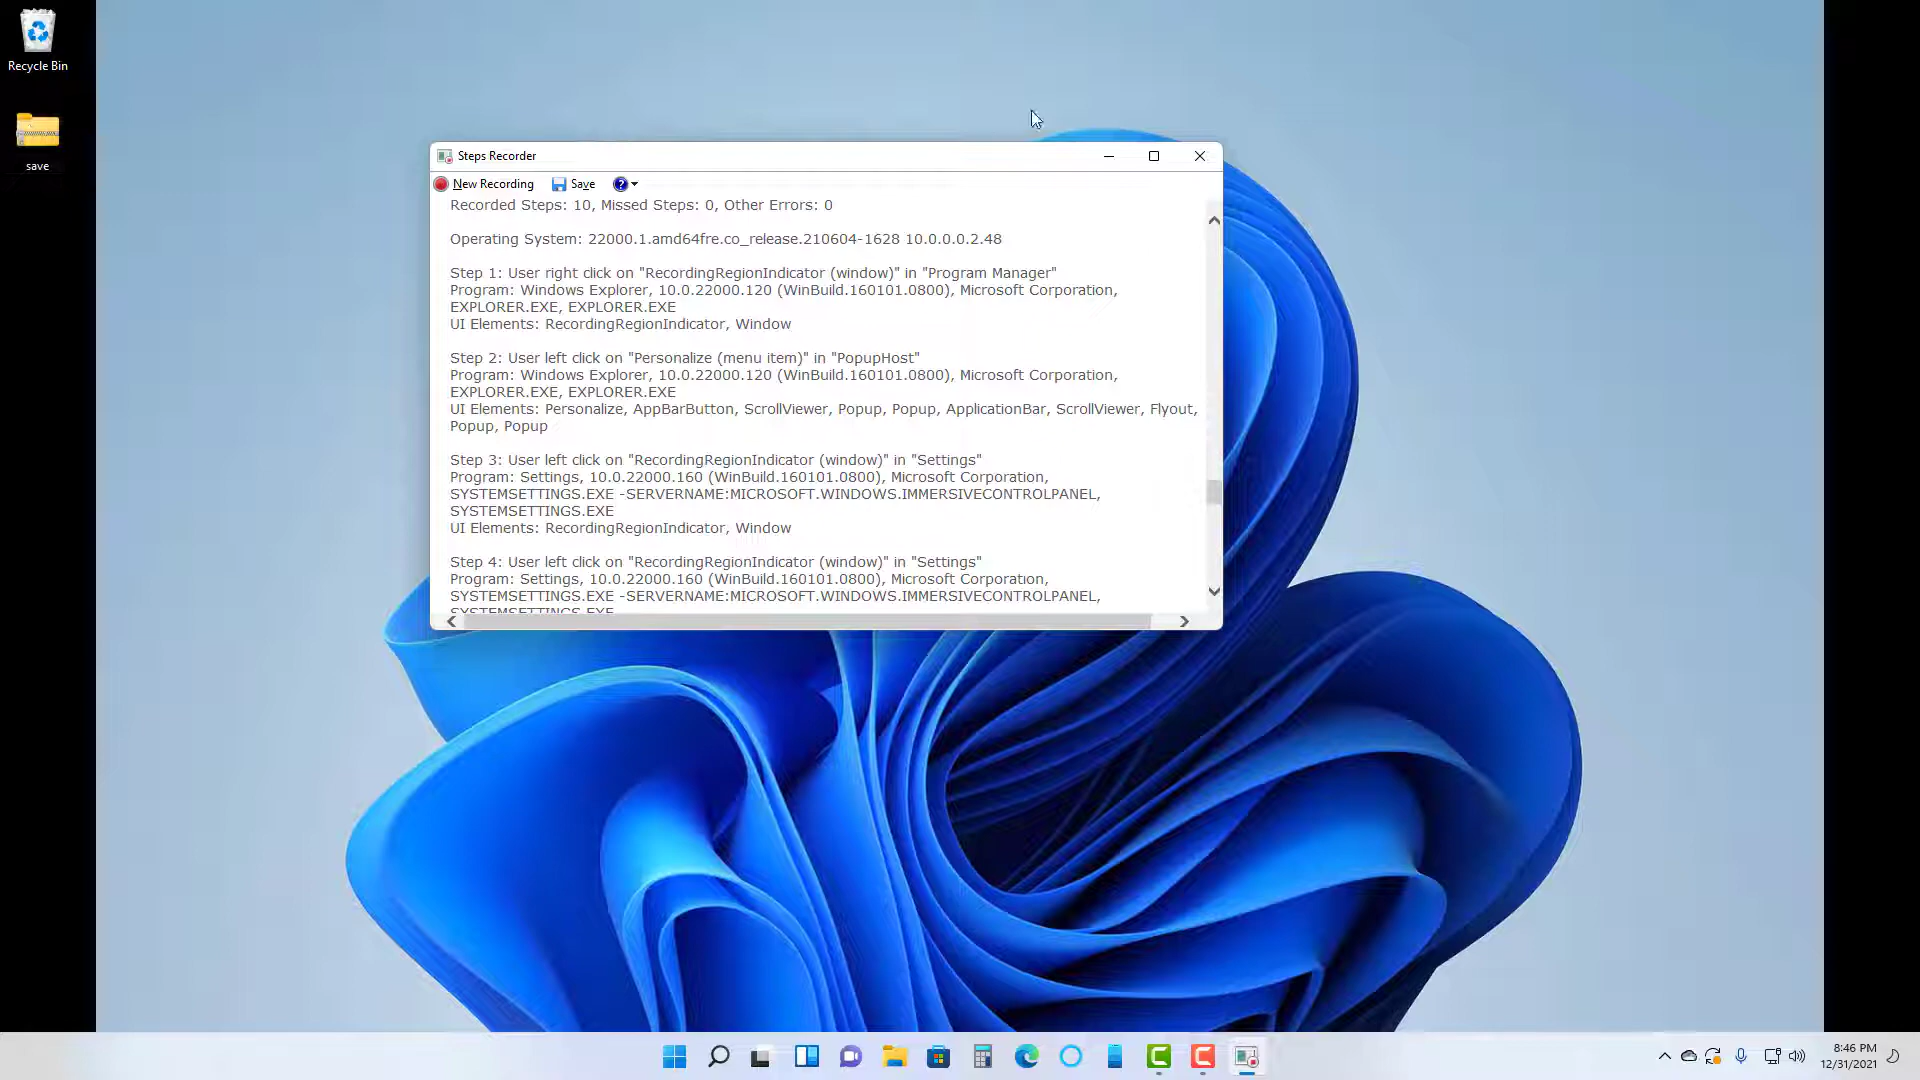 Recycle Bin
save
Steps Recorder
New Recording
Save
?
Recorded Steps: 10, Missed Steps: 0, Other Errors: 0
Operating System: 22000.1.amd64fre.co_release.210604-1628 10.0.0.0.2.48
Step 1: User right click on "RecordingRegionIndicator (window)" in "Program Manager"
Program: Windows Explorer, 10.0.22000.120 (WinBuild.160101.0800), Microsoft Corporation,
EXPLORER.EXE, EXPLORER.EXE
UI Elements: RecordingRegionIndicator, Window
Step 2: User left click on "Personalize (menu item)" in "PopupHost"
Program: Windows Explorer, 10.0.22000.120 (WinBuild.160101.0800), Microsoft Corporation,
EXPLORER.EXE, EXPLORER.EXE
UI Elements: Personalize, AppBarButton, ScrollViewer, Popup, Popup, ApplicationBar, ScrollViewer, Flyout,
Popup, Popup
Step 3: User left click on "RecordingRegionIndicator (window)" in "Settings"
Program: Settings, 10.0.22000.160 (WinBuild.160101.0800), Microsoft Corporation,
SYSTEMSETTINGS.EXE -SERVERNAME:MICROSOFT.WINDOWS.IMMERSIVECONTROLPANEL,
SYSTEMSETTINGS.EXE
UI Elements: RecordingRegionIndicator, Window
Step 4: User left click on "RecordingRegionIndicator (window)" in "Settings"
Program: Settings, 10.0.22000.160 (WinBuild.160101.0800), Microsoft Corporation,
SYSTEMSETTINGS.EXE -SERVERNAME:MICROSOFT.WINDOWS.IMMERSIVECONTROLPANEL,
SYSTEMSETTINGS.EXE
8:46 PM
12/31/2021